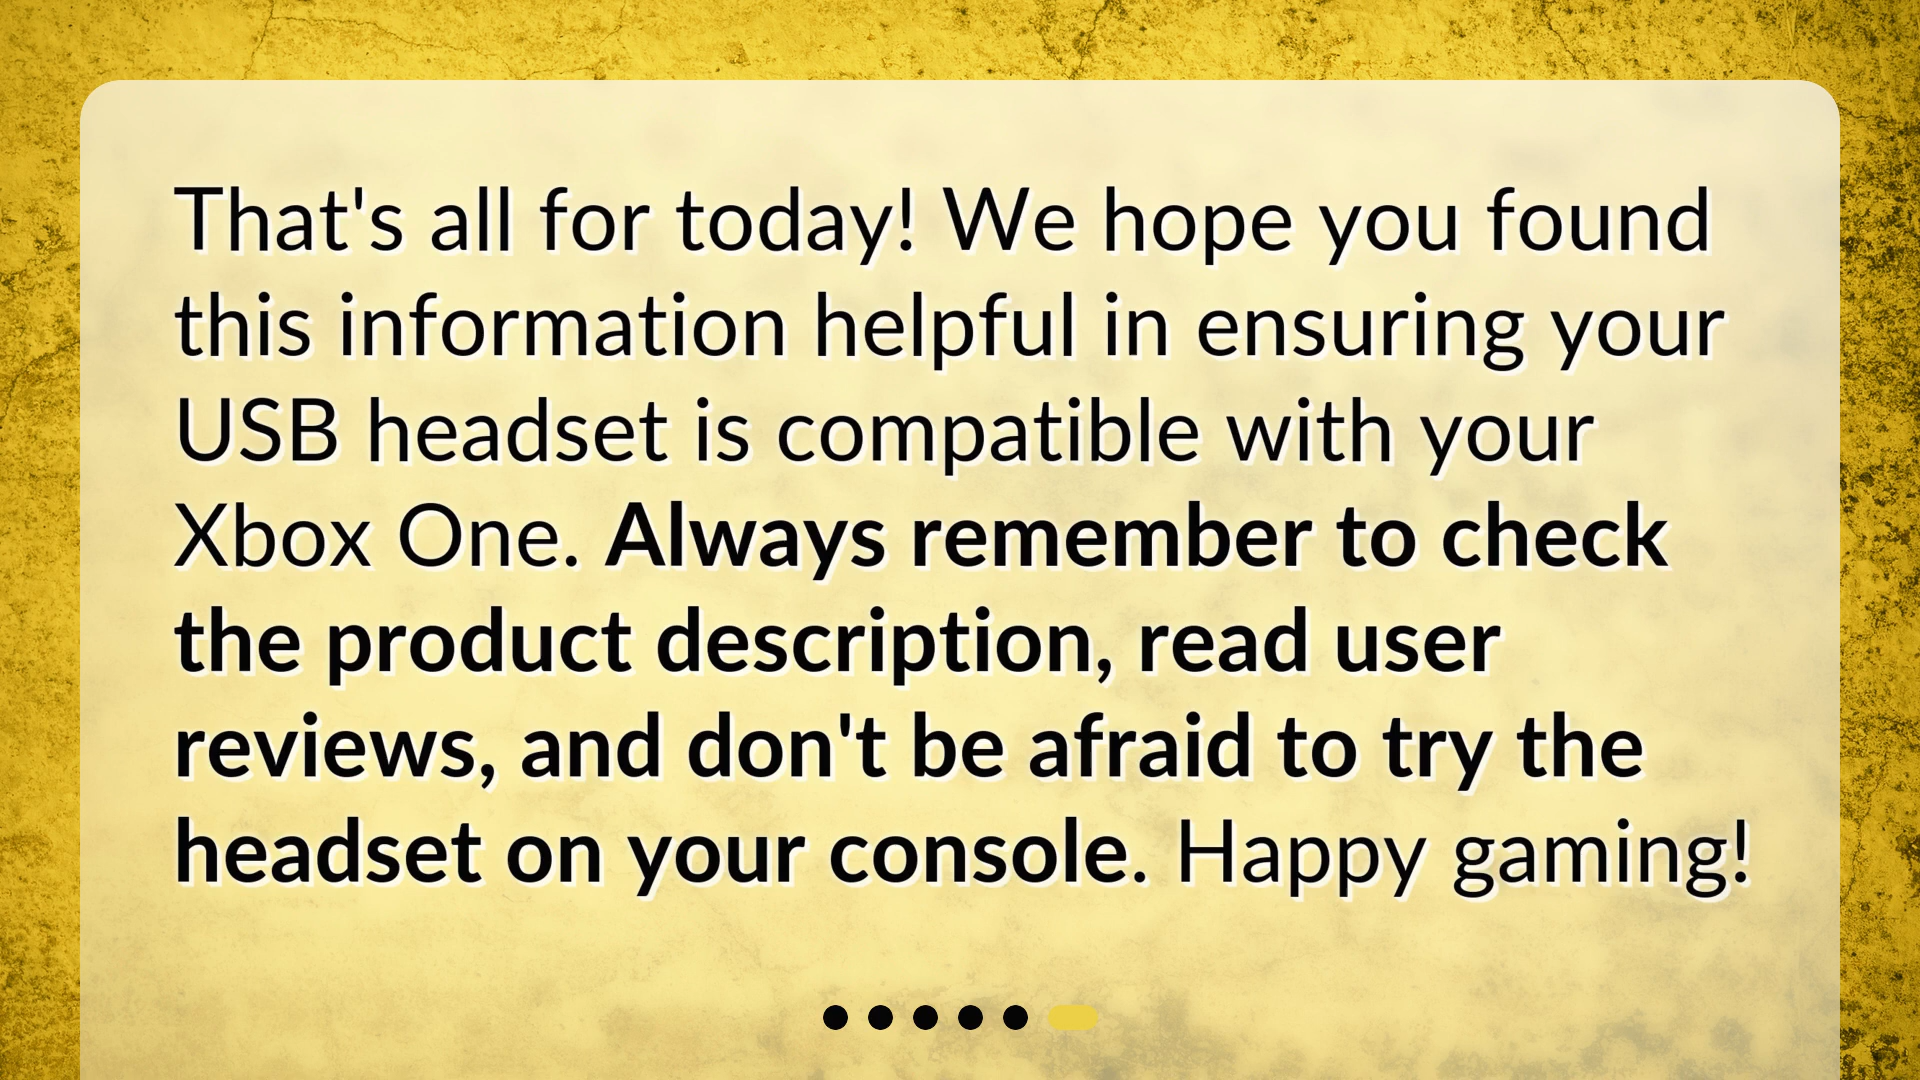 That's all for today! We hope you found
this information helpful in ensuring your
USB headset is compatible with your
Xbox One. Always remember to check
the product description, read user
reviews, and don't be afraid to try the
headset on your console. Happy gaming!